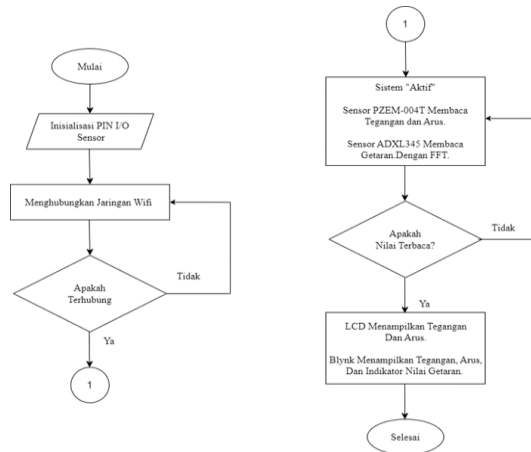 Mulai
Inisialisasi PIN I/O
Sensor
Menghubungkan Jaringan Wifi
Apakah
Terhubung
Tidak
Ya
1
1
Sistem "Aktif"
Sensor PZEM-004T Membaca
Tegangan dan Arus.
Sensor ADXL345 Membaca
Getaran.Dengan FFT.
Apakah
Nilai Terbaca?
Tidak
Ya
LCD Menampilkan Tegangan
Dan Arus.
Blynk Menampilkan Tegangan, Arus,
Dan Indikator Nilai Getaran.
Selesai